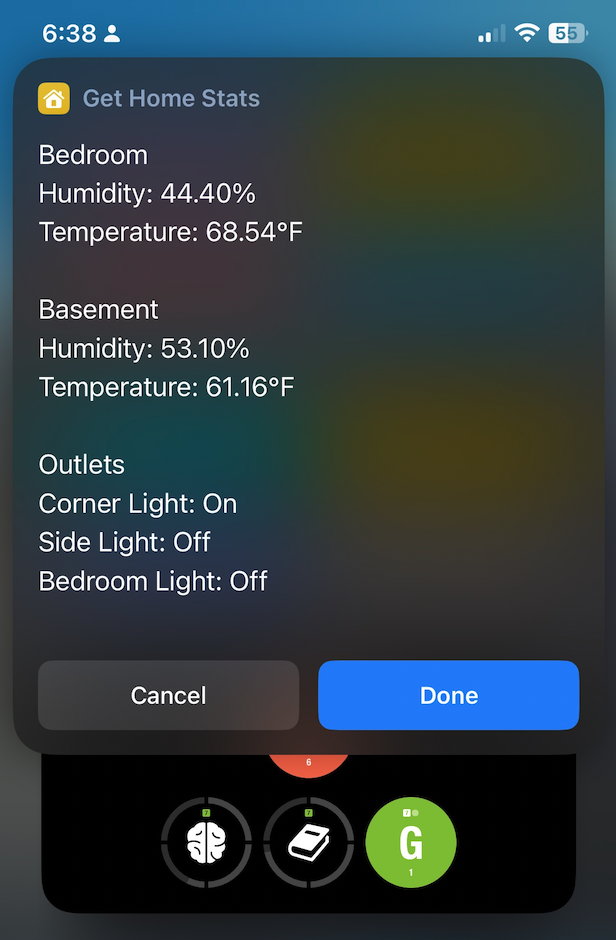 6:38
55
Get Home Stats
Bedroom
Humidity: 44.40%
Temperature: 68.54°F
Basement
Humidity: 53.10%
Temperature: 61.16°F
Outlets
Corner Light: On
Side Light: Off
Bedroom Light: Off
Cancel Done
6
7 7 7
G
1